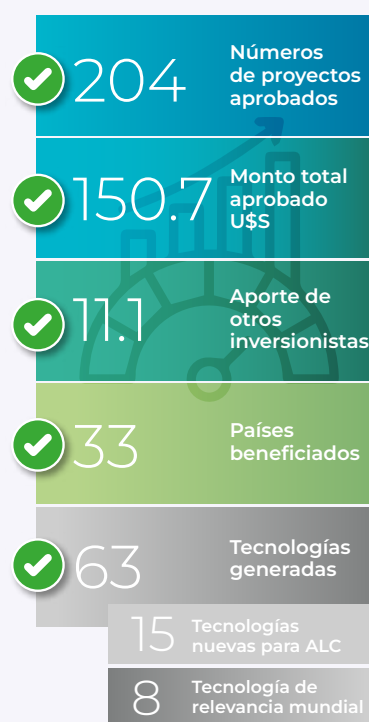 204
Números
de proyectos
aprobados
150.7
Monto total
aprobado
U$S
11.1
Aporte de
otros
inversionistas
33
Países
beneficiados
63
Tecnologías
generadas
15
Tecnologías
nuevas para ALC
8
Tecnología de
relevancia mundial